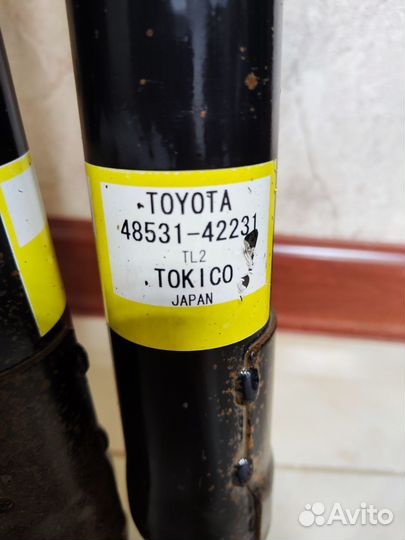 TOYOTA
48531-42231
TL2
.TOKICO
JAPAN
Avito